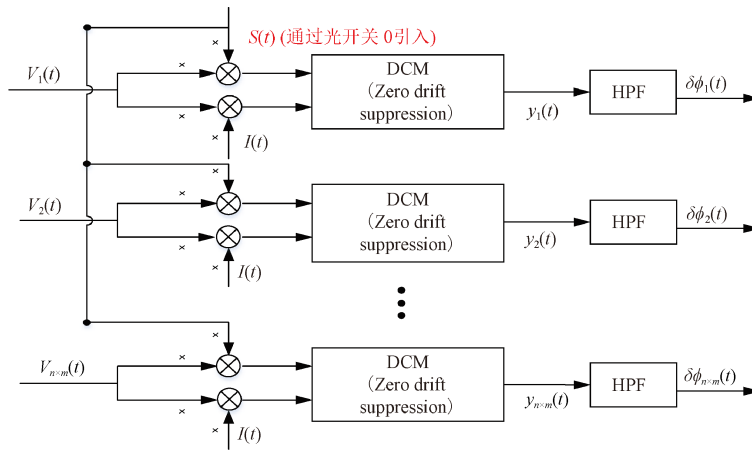 S(t) (通过光开关 0引入)
V₁(t)
DCM
(Zero drift
suppression)
HPF
δϕ₁(t)
y₁(t)
I(t)
V₂(t)
DCM
(Zero drift
suppression)
HPF
δϕ₂(t)
y₂(t)
I(t)
Vₙ×ₘ(t)
DCM
(Zero drift
suppression)
HPF
δϕₙ×ₘ(t)
yₙ×ₘ(t)
I(t)